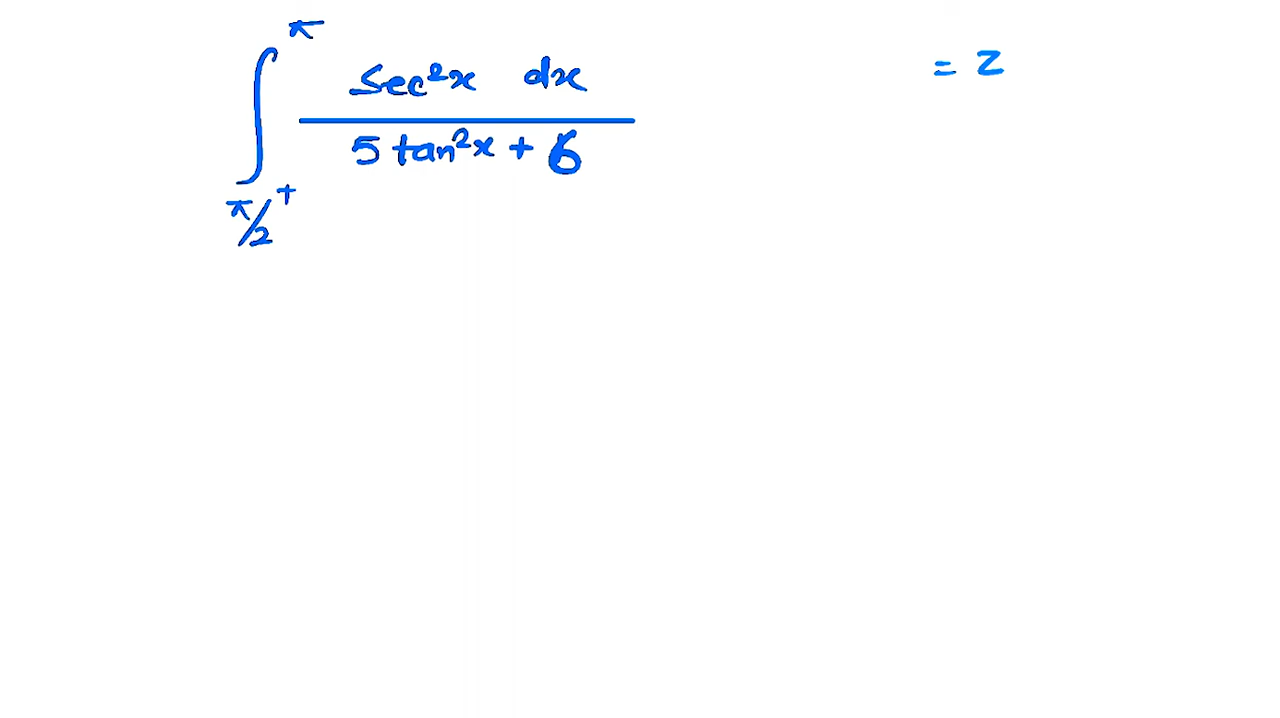 ∫_{π/2⁺}^{π} sec²x dx / (5 tan²x + 6) = z